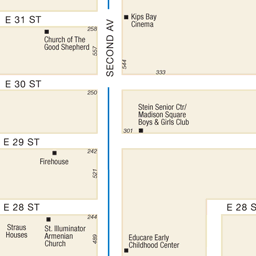 E 31 ST
258
Kips Bay
Cinema
Church of The
Good Shepherd
557
SECOND AV
544
333
E 30 ST
250
Stein Senior Ctr/
Madison Square
Boys & Girls Club
301
E 29 ST
242
Firehouse
521
E 28 ST
E 28 S
244
Straus
Houses
St. Illuminator
Armenian
Church
489
Educare Early
Childhood Center